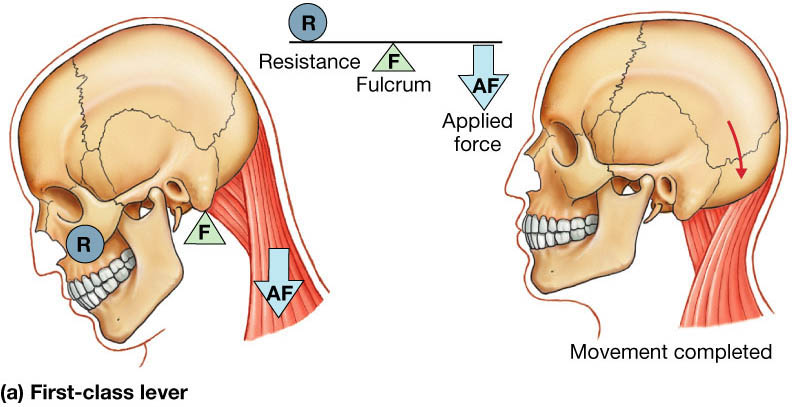 R
Resistance
F
Fulcrum
AF
Applied
force
R
F
AF
Movement completed
(a) First-class lever